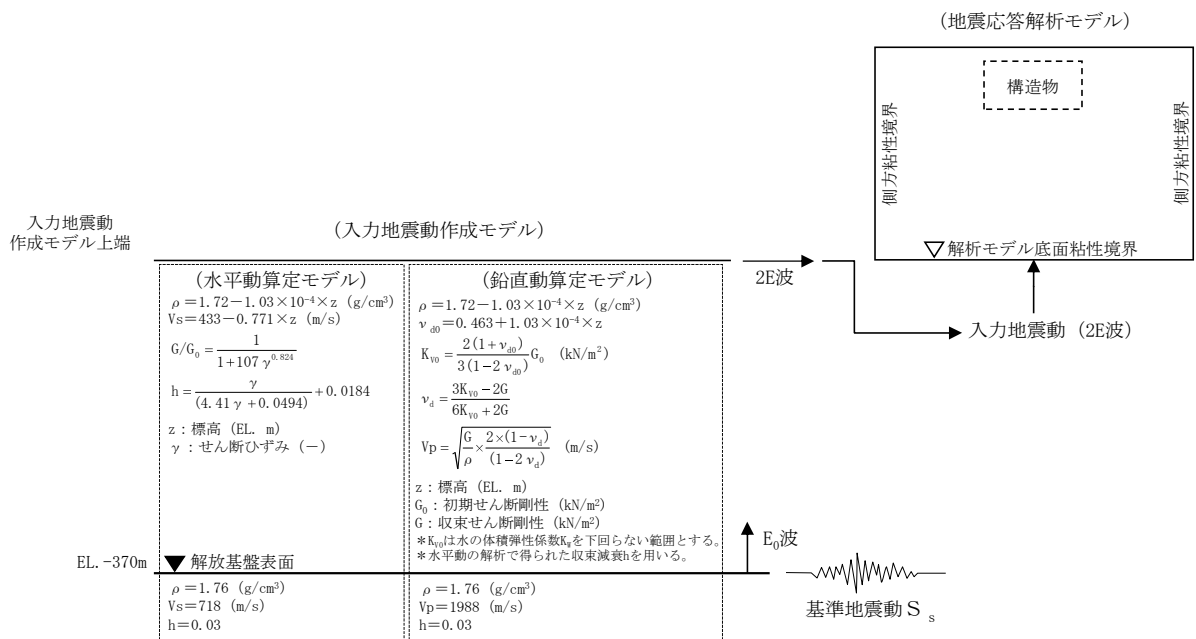 (地震応答解析モデル)
構造物
側方粘性境界
側方粘性境界
▽解析モデル底面粘性境界
入力地震動
作成モデル上端
(入力地震動作成モデル)
2E波
入力地震動 (2E波)
(水平動算定モデル)
ρ=1.72−1.03×10⁻⁴×z (g/cm³)
Vs=433−0.771×z (m/s)
G/G₀=1/(1+107γ^0.824)
h=γ/(4.41γ+0.0494)+0.0184
z:標高 (EL. m)
γ:せん断ひずみ (−)
(鉛直動算定モデル)
ρ=1.72−1.03×10⁻⁴×z (g/cm³)
ν_d0=0.463+1.03×10⁻⁴×z
K_V0=2(1+ν_d0)/3(1−2ν_d0) G₀ (kN/m²)
ν_d=(3K_V0−2G)/(6K_V0+2G)
Vp=√(G/ρ×2×(1−ν_d)/(1−2ν_d)) (m/s)
z:標高 (EL. m)
G₀:初期せん断剛性 (kN/m²)
G:収束せん断剛性 (kN/m²)
*K_V0は水の体積弾性係数K_Wを下回らない範囲とする。
*水平動の解析で得られた収束減衰hを用いる。
EL.-370m
▼ 解放基盤表面
E₀波
ρ=1.76 (g/cm³)
Vs=718 (m/s)
h=0.03
ρ=1.76 (g/cm³)
Vp=1988 (m/s)
h=0.03
基準地震動Ss